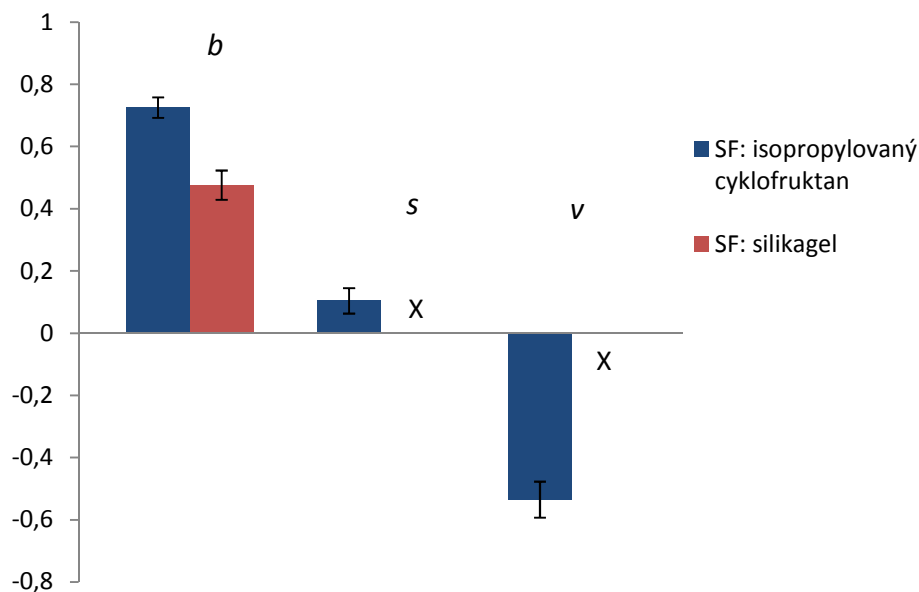 1
0,8
0,6
0,4
0,2
0
-0,2
-0,4
-0,6
-0,8
b
s
v
X
X
SF: isopropylovaný
cyklofruktan
SF: silikagel